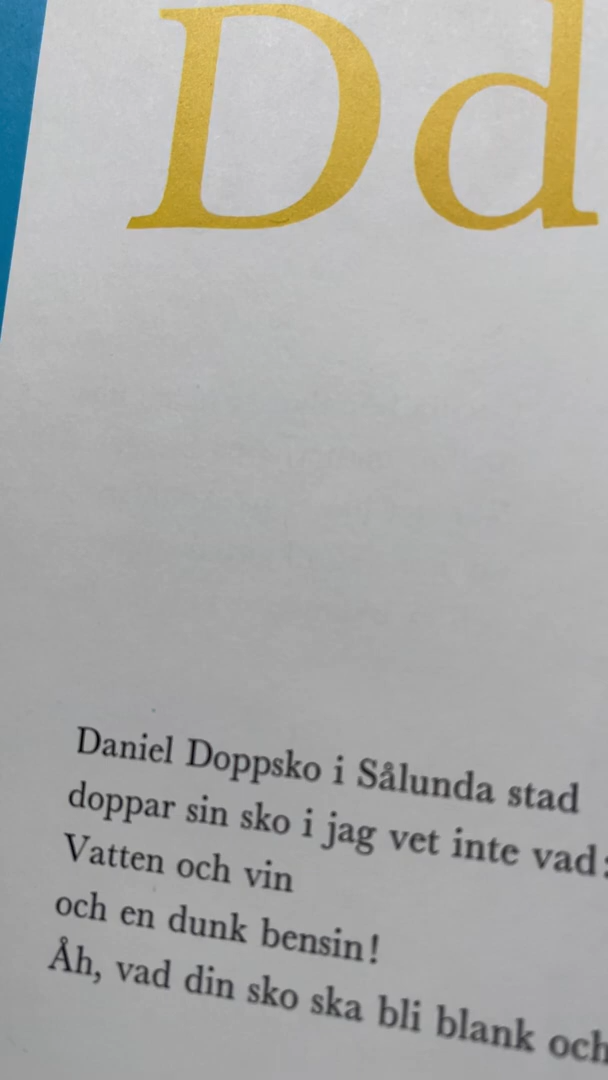 Dd
Daniel Doppsko i Sålunda stad
doppar sin sko i jag vet inte vad:
Vatten och vin
och en dunk bensin!
Åh, vad din sko ska bli blank och